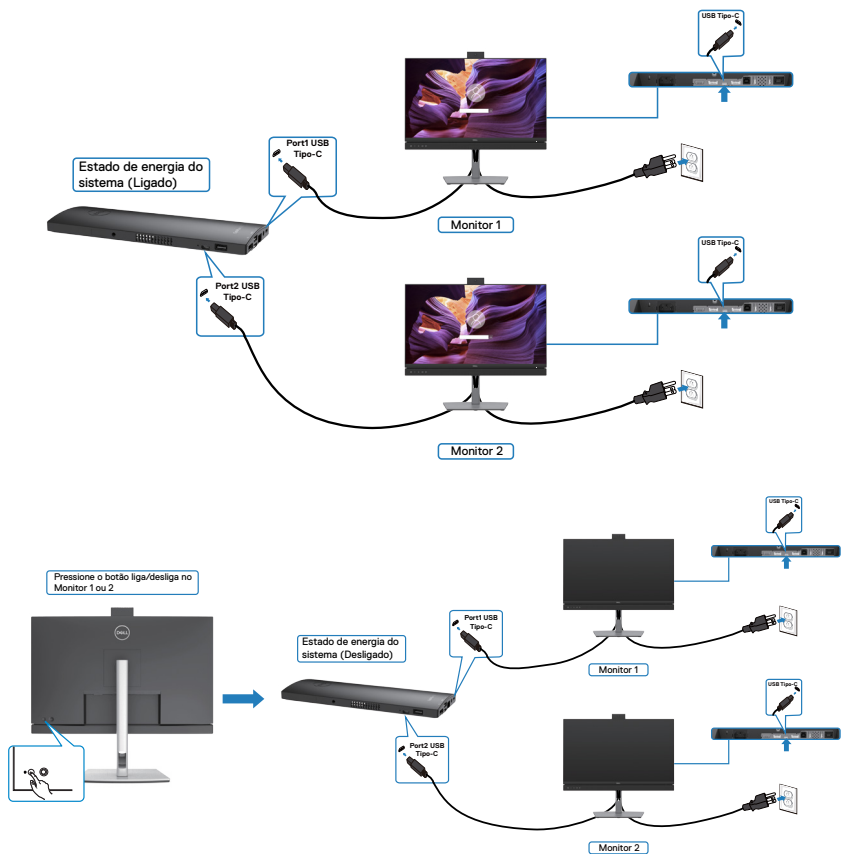 USB Tipo-C
Port1 USB
Tipo-C
Estado de energia do
sistema (Ligado)
Monitor 1
USB Tipo-C
Port2 USB
Tipo-C
Monitor 2
USB Tipo-C
Pressione o botão liga/desliga no
Monitor 1 ou 2
DELL
Port1 USB
Tipo-C
Estado de energia do
sistema (Desligado)
Monitor 1
USB Tipo-C
Port2 USB
Tipo-C
Monitor 2